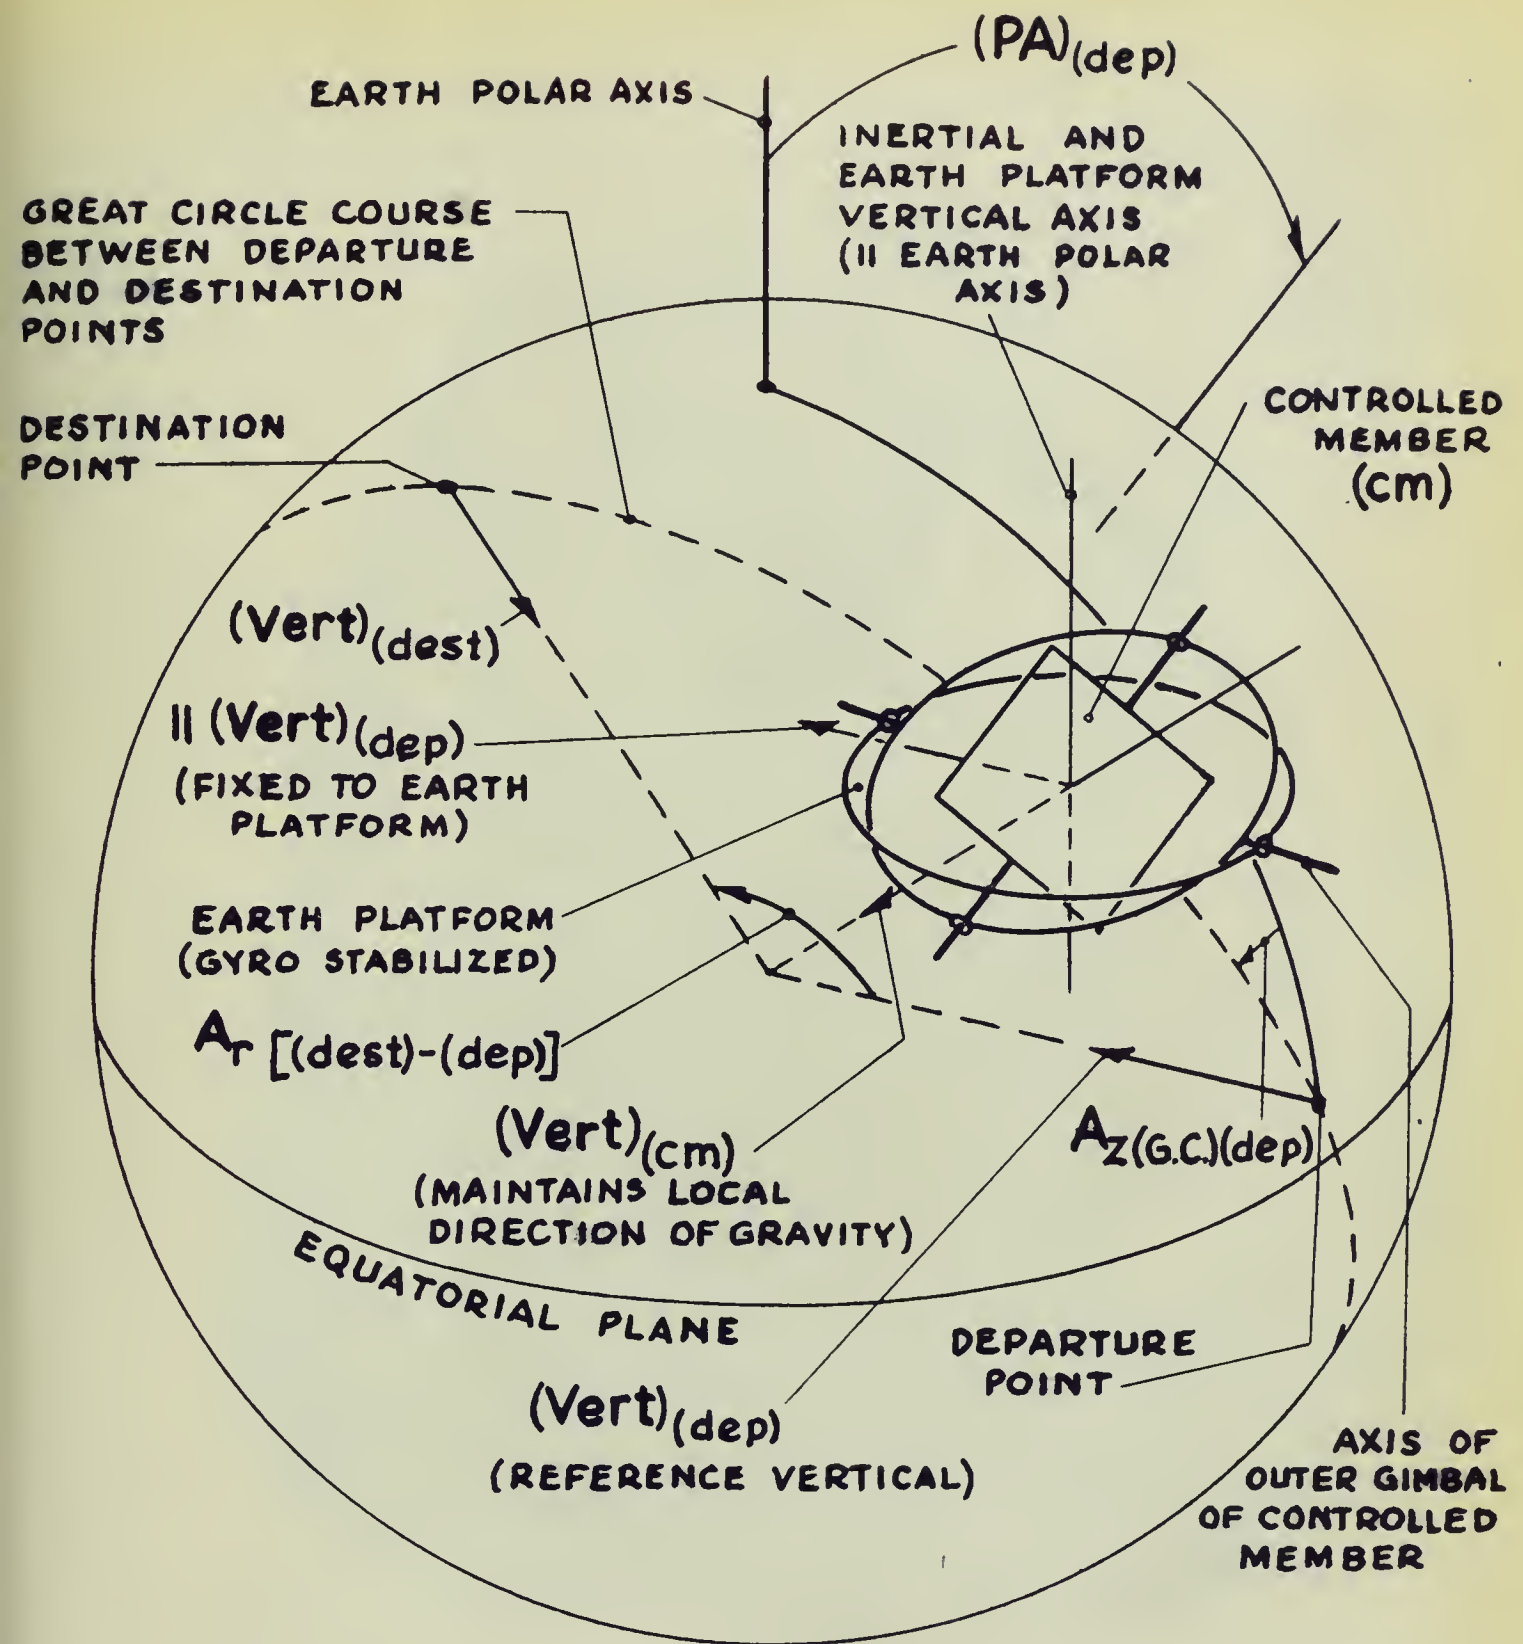 (PA)(dep)
EARTH POLAR AXIS
INERTIAL AND
EARTH PLATFORM
VERTICAL AXIS
(II EARTH POLAR
AXIS)
GREAT CIRCLE COURSE
BETWEEN DEPARTURE
AND DESTINATION
POINTS
CONTROLLED
MEMBER
(cm)
DESTINATION
POINT
(Vert)(dest)
|| (Vert)(dep)
(FIXED TO EARTH
PLATFORM)
EARTH PLATFORM
(GYRO STABILIZED)
Ar [(dest)-(dep)]
(Vert)(cm)
(MAINTAINS LOCAL
DIRECTION OF GRAVITY)
AZ(G.C.)(dep)
EQUATORIAL PLANE
DEPARTURE
POINT
(Vert)(dep)
(REFERENCE VERTICAL)
AXIS OF
OUTER GIMBAL
OF CONTROLLED
MEMBER